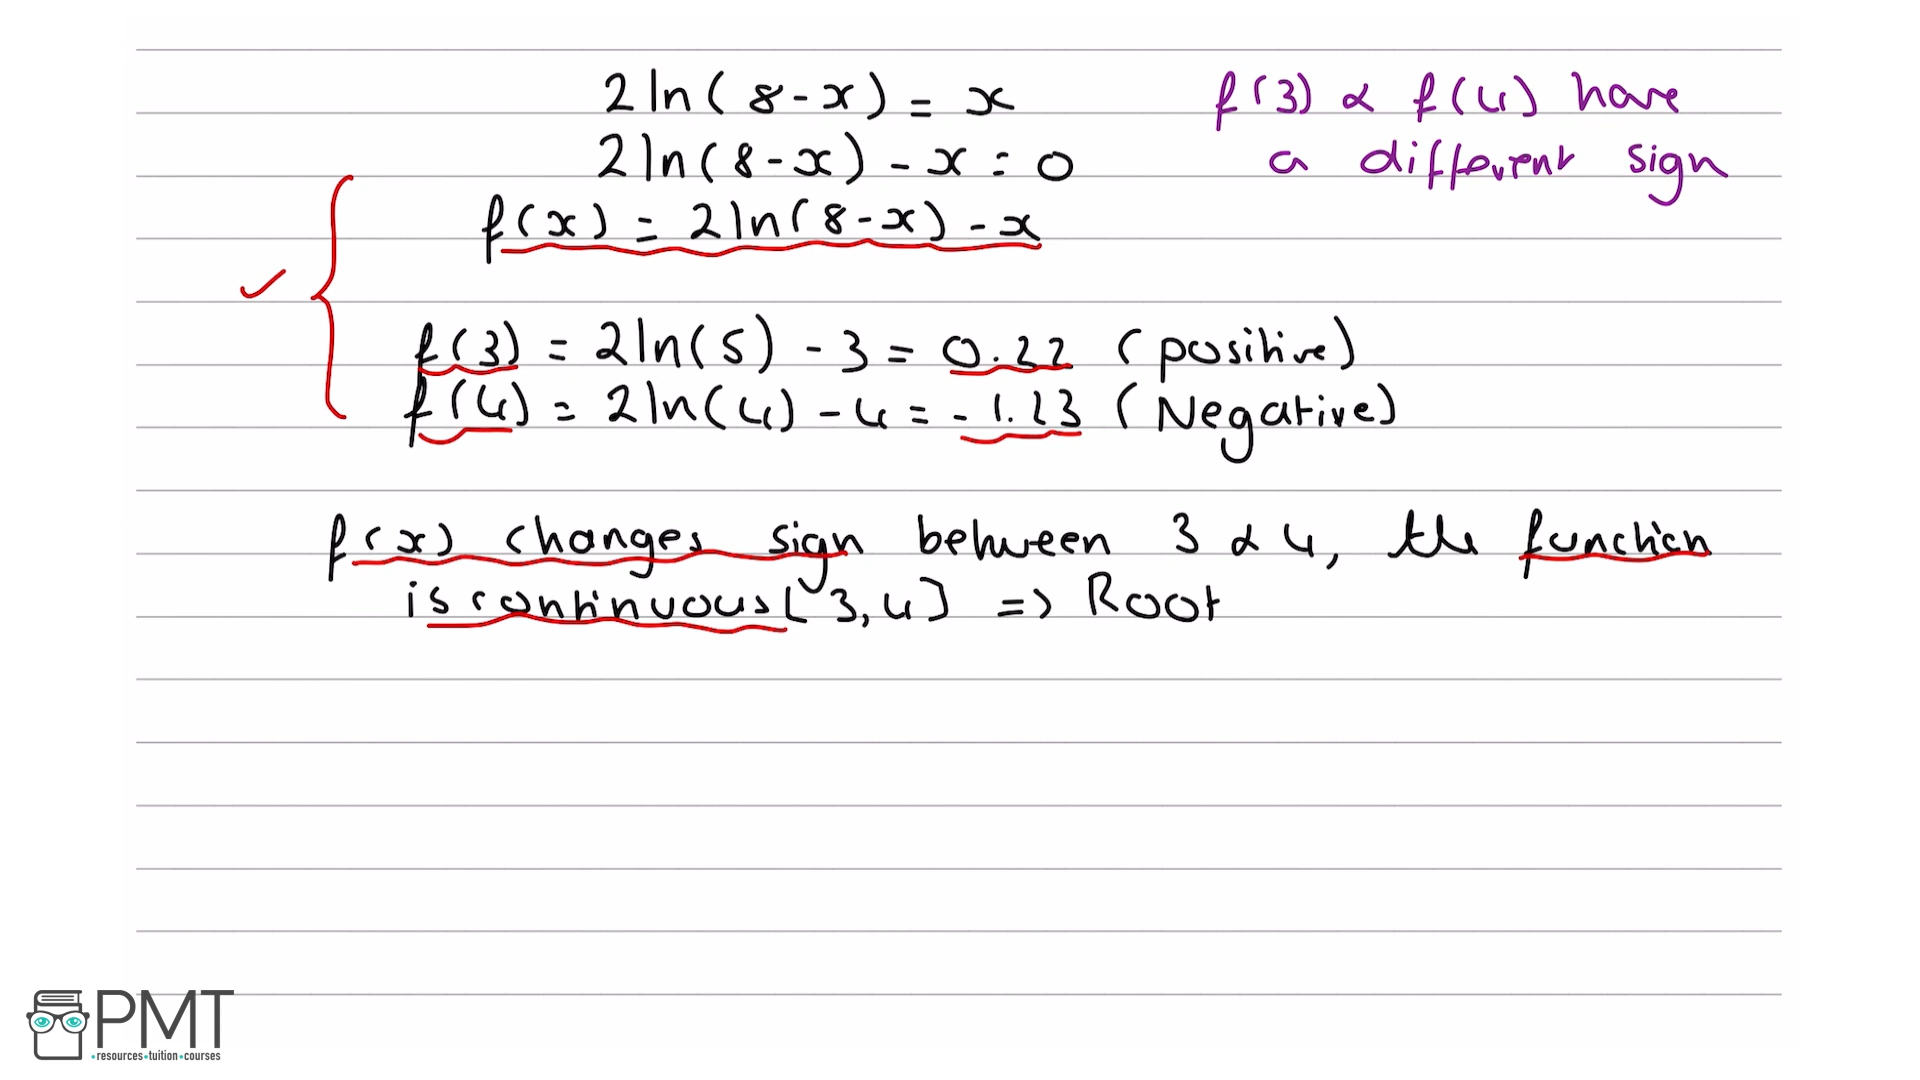 2ln(8-x) = x
2ln(8-x) - x = 0
f(x) = 2ln(8-x) - x
f(3) & f(4) have
a different sign
f(3) = 2ln(5) - 3 = 0.22 (positive)
f(4) = 2ln(4) - 4 = -1.23 (Negative)
f(x) changes sign between 3 & 4, the function
is continuous [3,4] => Root
PMT
resources•tuition•courses